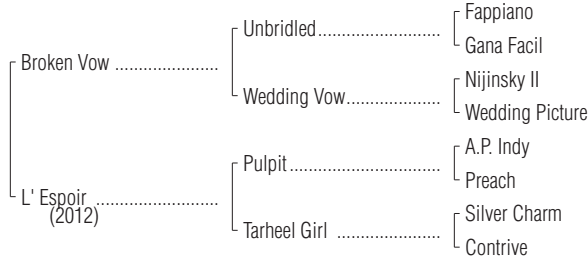 Fappiano
Unbridled
Gana Facil
Broken Vow
Nijinsky II
Wedding Vow
Wedding Picture
A.P. Indy
Pulpit
Preach
L' Espoir
(2012)
Silver Charm
Tarheel Girl
Contrive